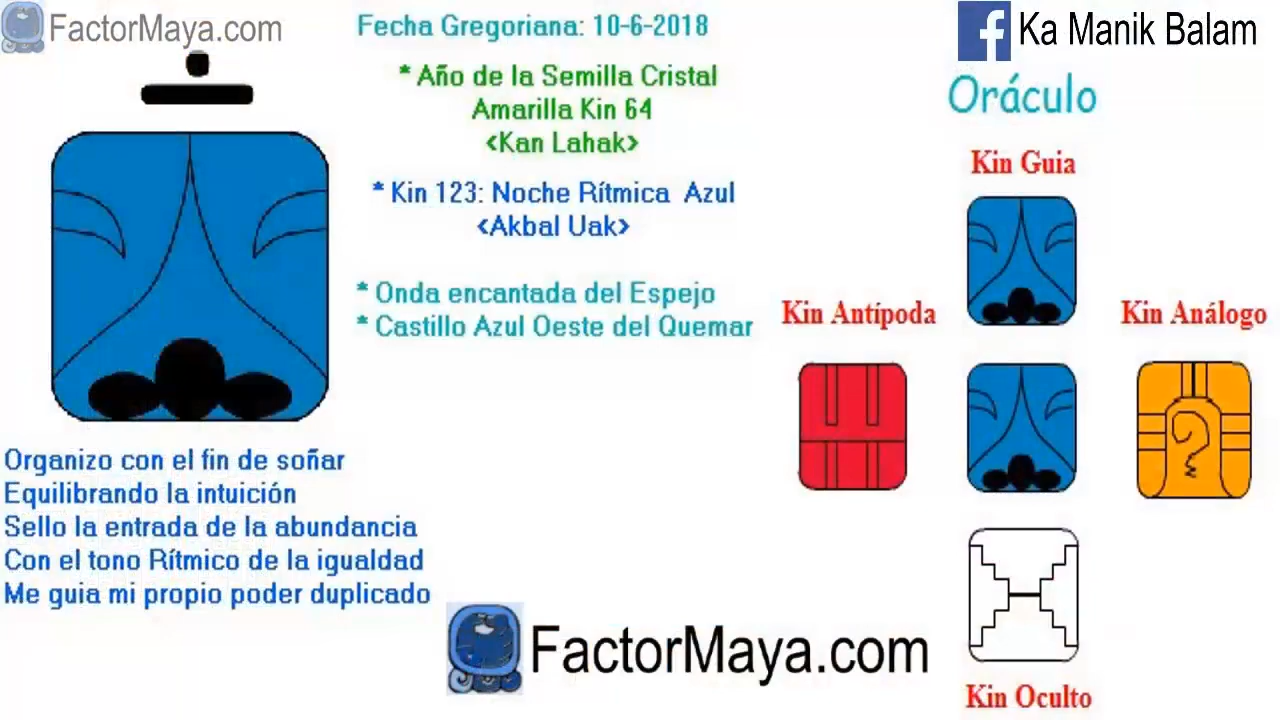 FactorMaya.com
Fecha Gregoriana: 10-6-2018
* Año de la Semilla Cristal
Amarilla Kin 64
<Kan Lahak>
* Kin 123: Noche Rítmica Azul
<Akbal Uak>
* Onda encantada del Espejo
* Castillo Azul Oeste del Quemar
Ka Manik Balam
Oráculo
Kin Guia
Kin Antípoda
Kin Análogo
Kin Oculto
Organizo con el fin de soñar
Equilibrando la intuición
Sello la entrada de la abundancia
Con el tono Rítmico de la igualdad
Me guia mi propio poder duplicado
FactorMaya.com